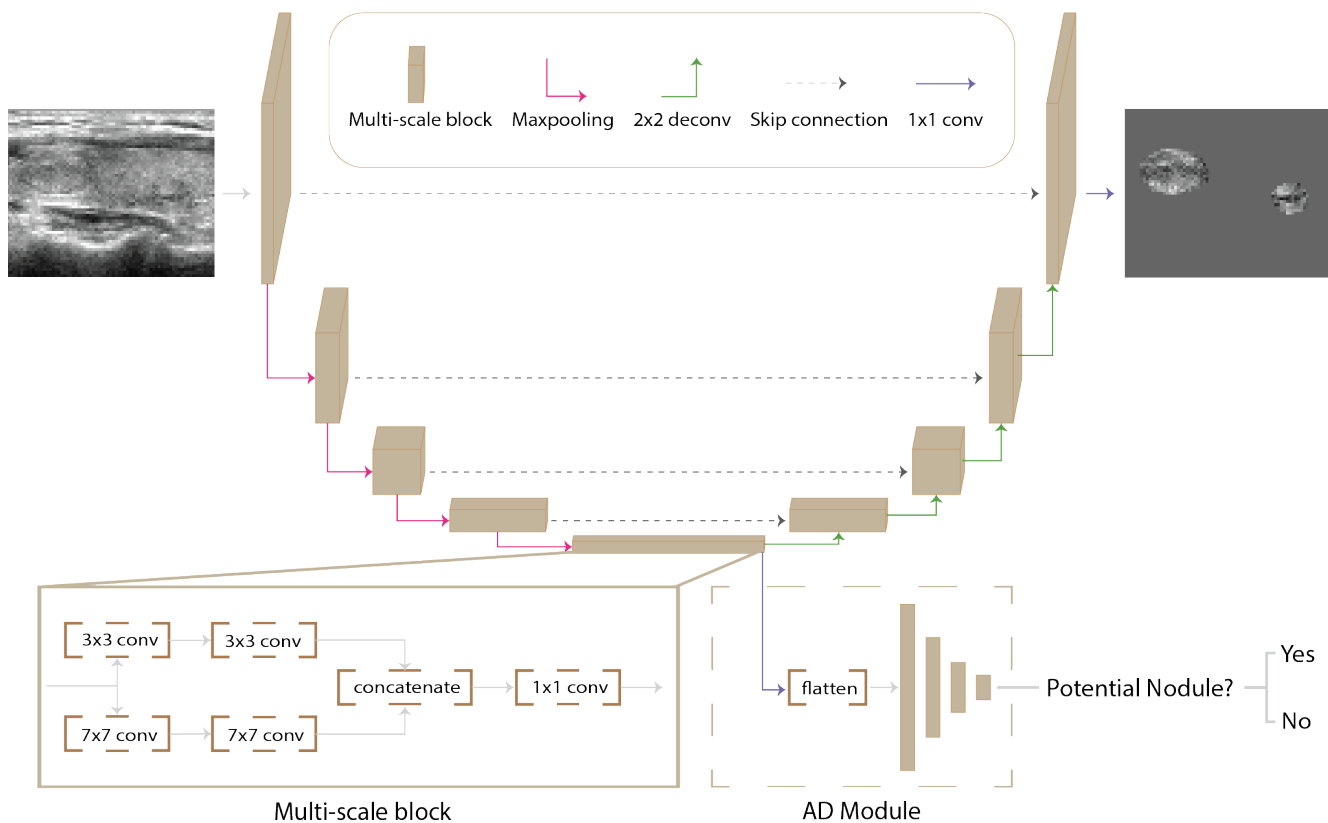 Multi-scale block
Maxpooling
2x2 deconv
Skip connection
1x1 conv
3x3 conv
3x3 conv
concatenate
1x1 conv
7x7 conv
7x7 conv
Multi-scale block
flatten
AD Module
Potential Nodule?
Yes
No